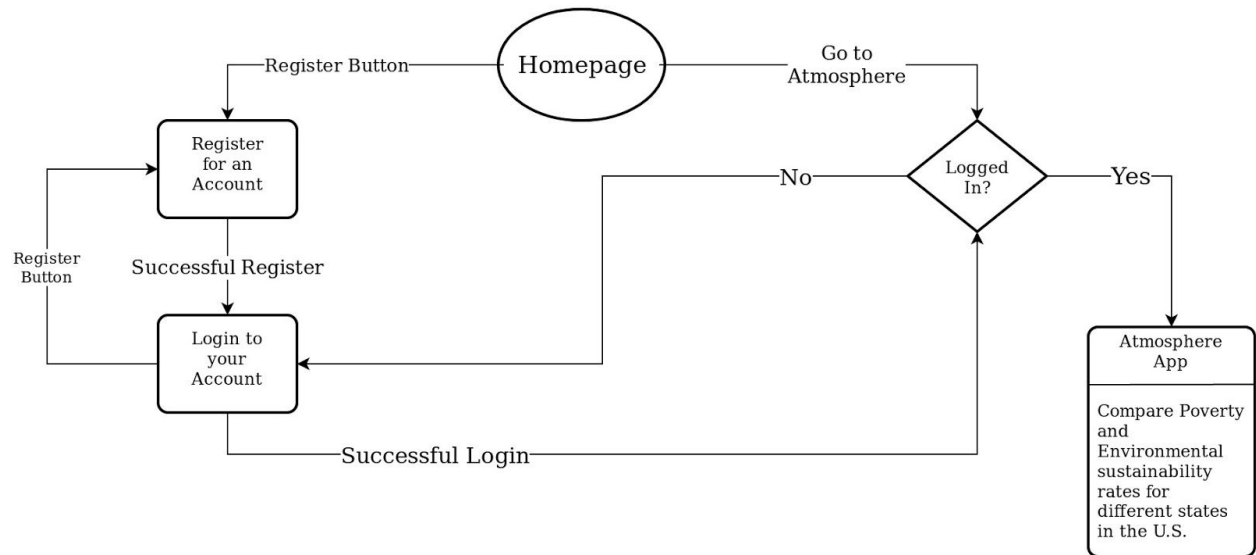 Homepage
Register Button
Go to
Atmosphere
Register
for an
Account
Logged
In?
No
Yes
Register
Button
Successful Register
Login to
your
Account
Successful Login
Atmosphere
App
Compare Poverty
and
Environmental
sustainability
rates for
different states
in the U.S.